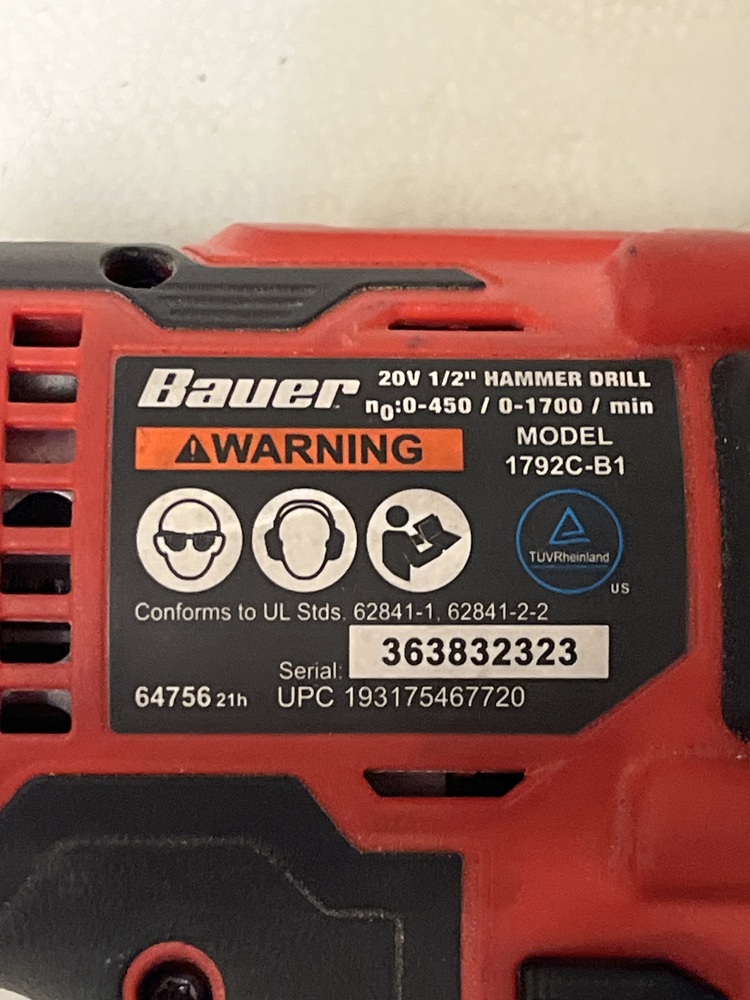 Bauer™ 20V 1/2" HAMMER DRILL
n0:0-450 / 0-1700 / min
⚠WARNING
MODEL
1792C-B1
TÜVRheinland
US
Conforms to UL Stds. 62841-1, 62841-2-2
Serial: 363832323
64756 21h UPC 193175467720